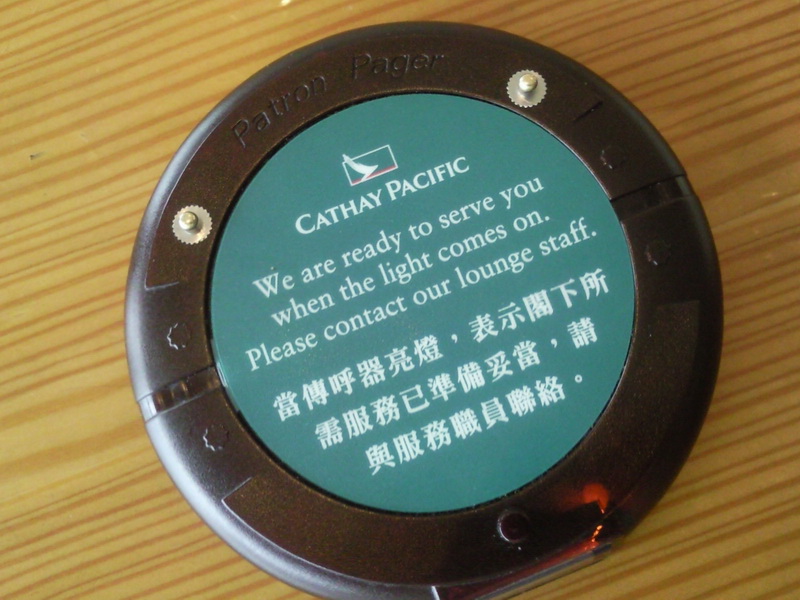 Patron Pager
CATHAY PACIFIC
We are ready to serve you
when the light comes on.
Please contact our lounge staff.
當傳呼器亮燈，表示閣下所
需服務已準備妥當，請
與服務職員聯絡。